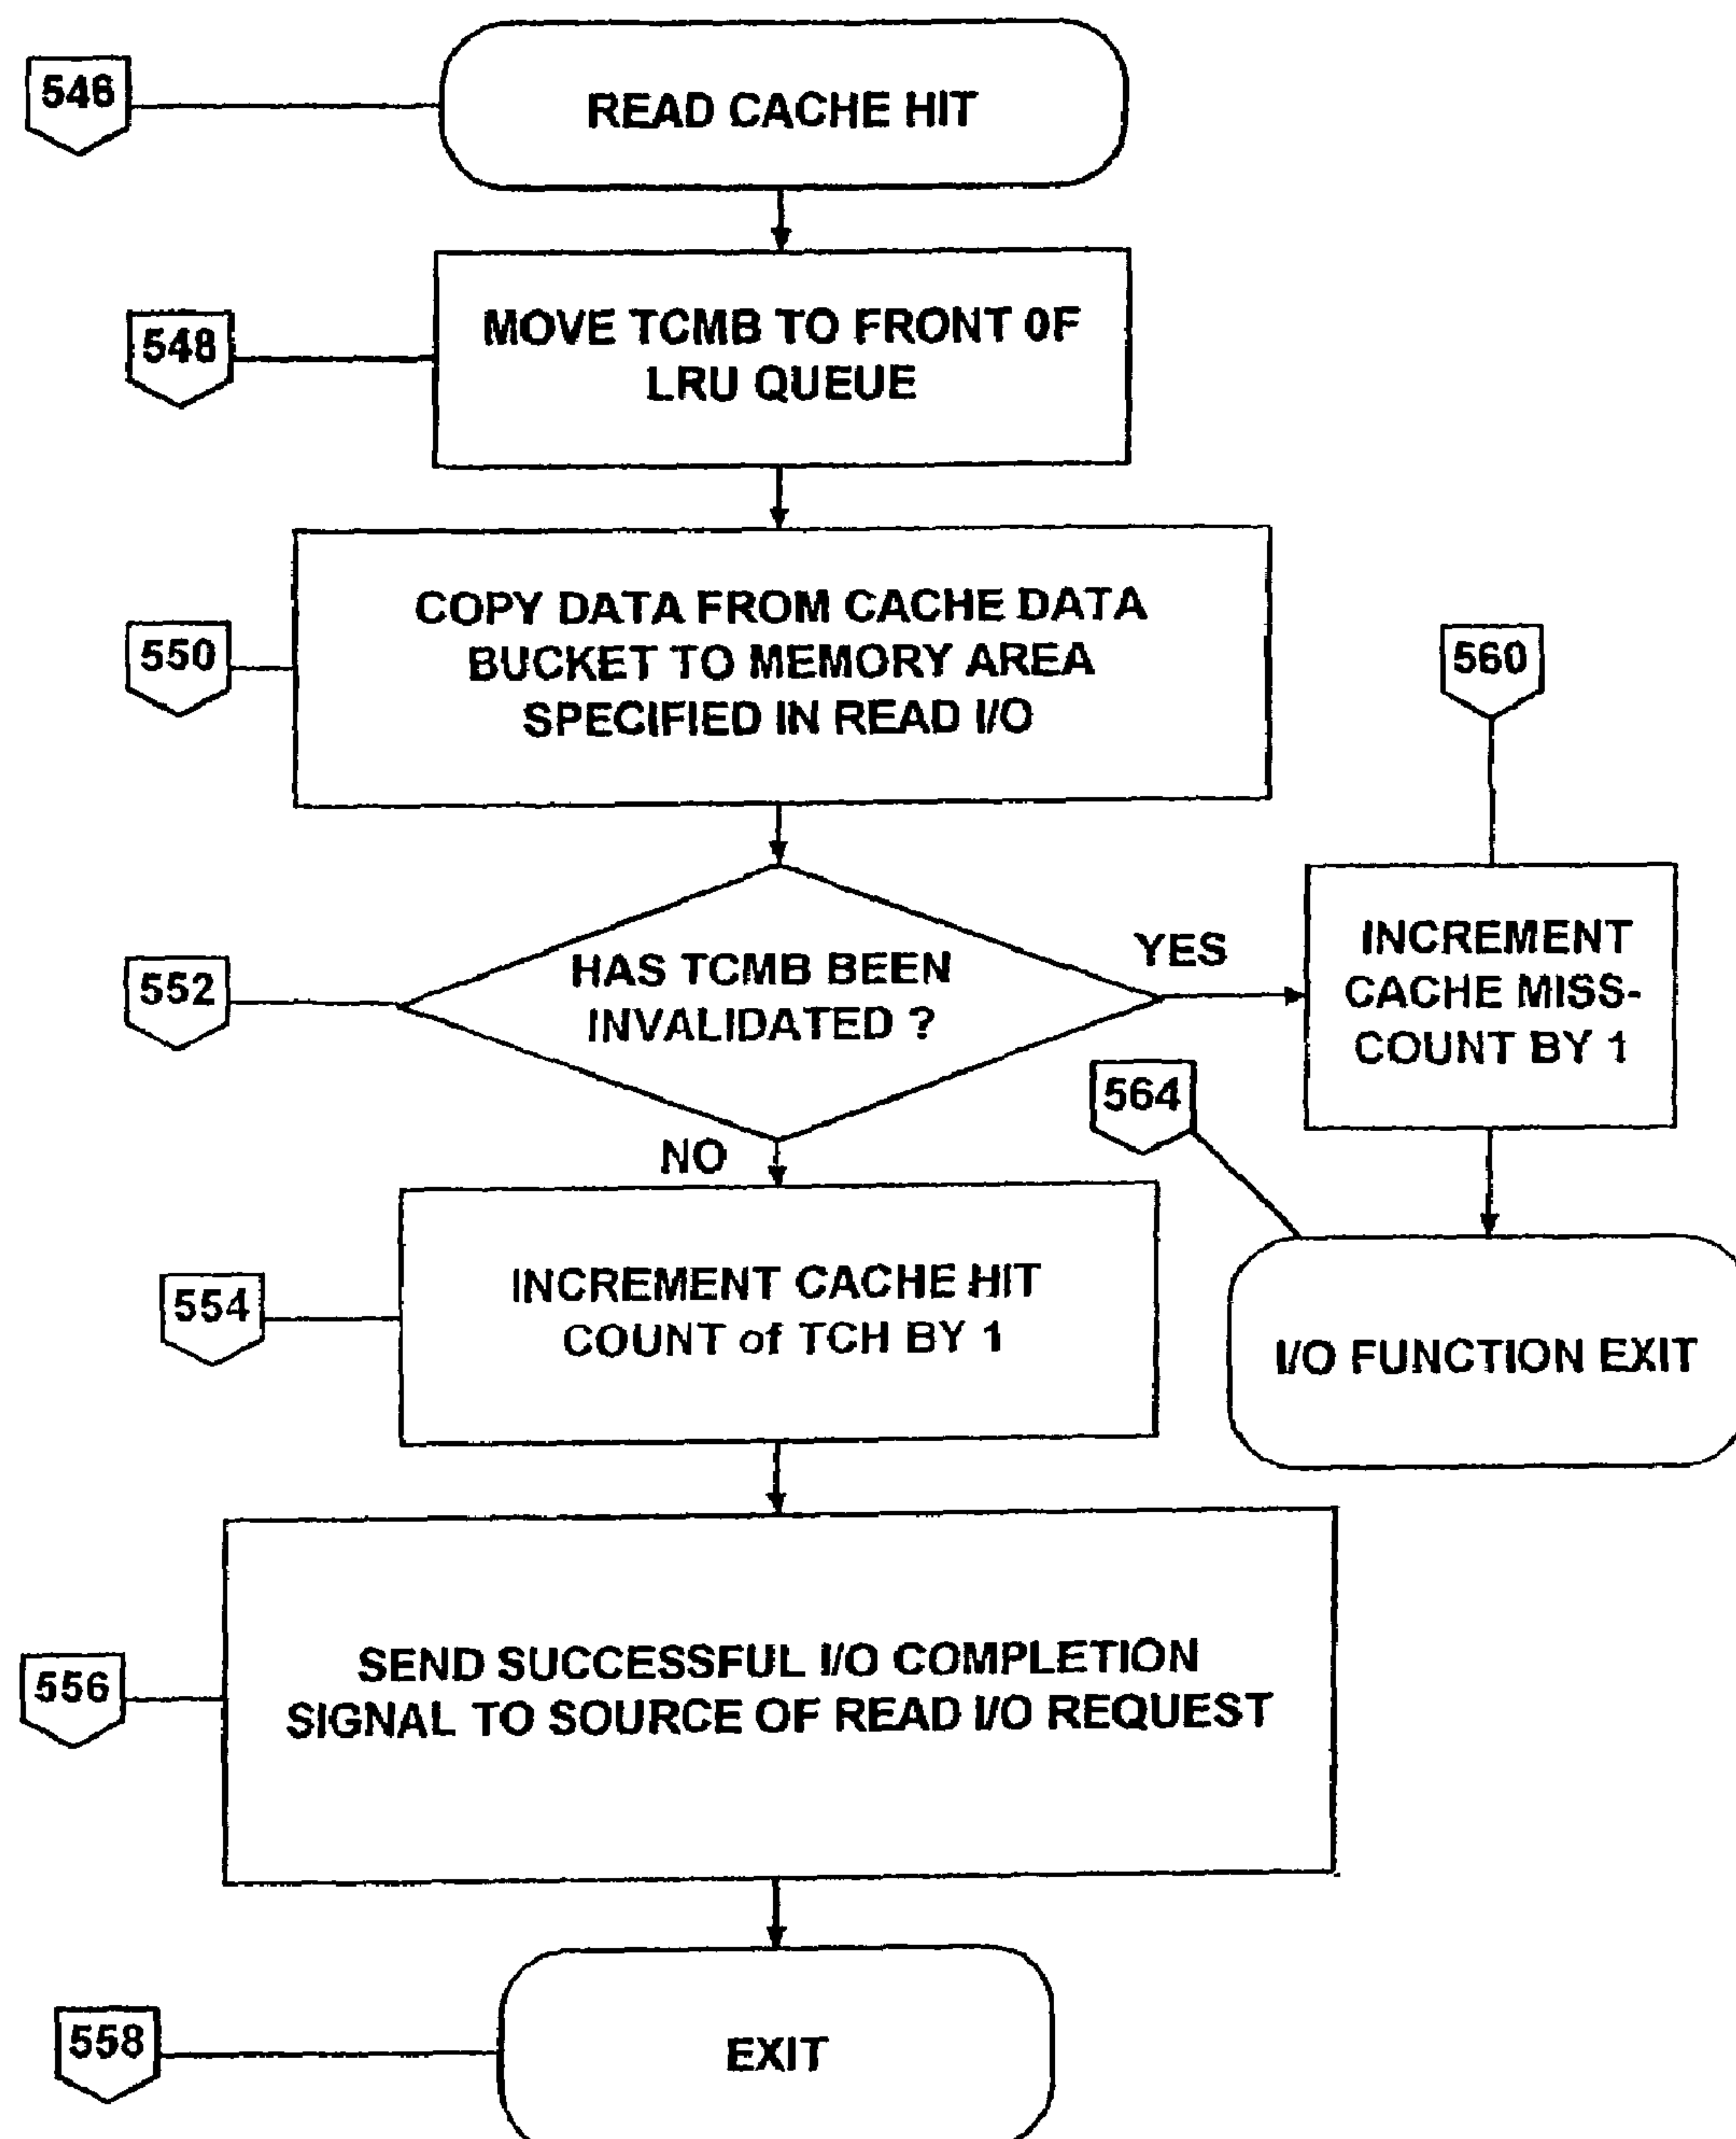 546
READ CACHE HIT
548
MOVE TCMB TO FRONT 0F
LRU QUEUE
550
COPY DATA FROM CACHE DATA
BUCKET TO MEMORY AREA
SPECIFIED IN READ I/O
560
552
HAS TCMB BEEN
INVALIDATED ?
YES
INCREMENT
CACHE MISS-
COUNT BY 1
NO
564
554
INCREMENT CACHE HIT
COUNT of TCH BY 1
I/O FUNCTION EXIT
556
SEND SUCCESSFUL I/O COMPLETION
SIGNAL TO SOURCE OF READ I/O REQUEST
558
EXIT